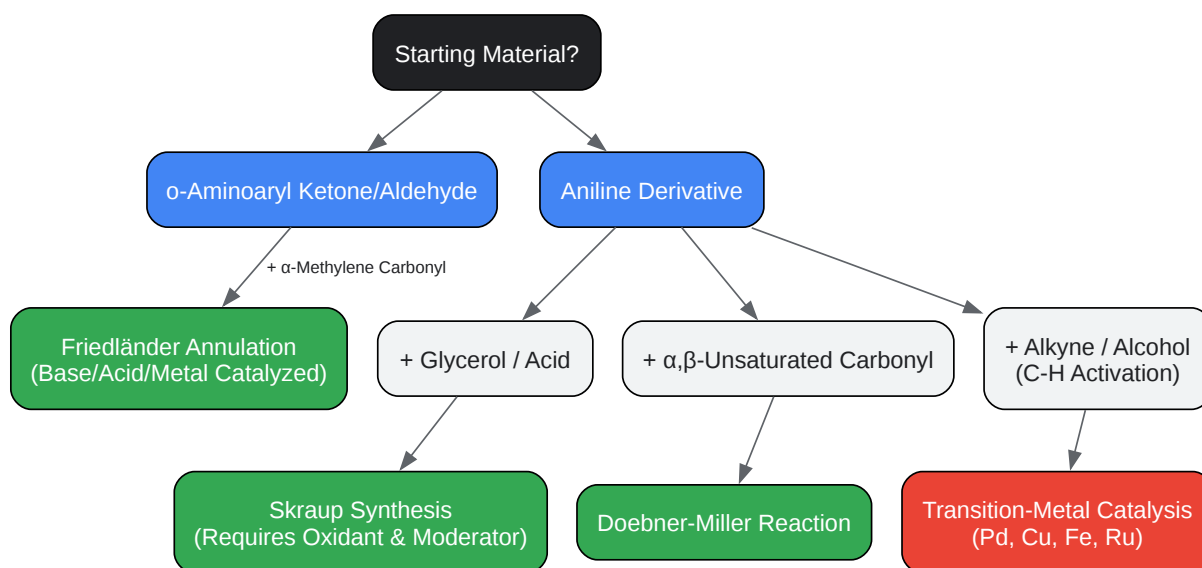 Starting Material?
o-Aminoaryl Ketone/Aldehyde
Aniline Derivative
+ α-Methylene Carbonyl
Friedländer Annulation
(Base/Acid/Metal Catalyzed)
+ Glycerol / Acid
+ α,β-Unsaturated Carbonyl
+ Alkyne / Alcohol
(C-H Activation)
Skraup Synthesis
(Requires Oxidant & Moderator)
Doebner-Miller Reaction
Transition-Metal Catalysis
(Pd, Cu, Fe, Ru)